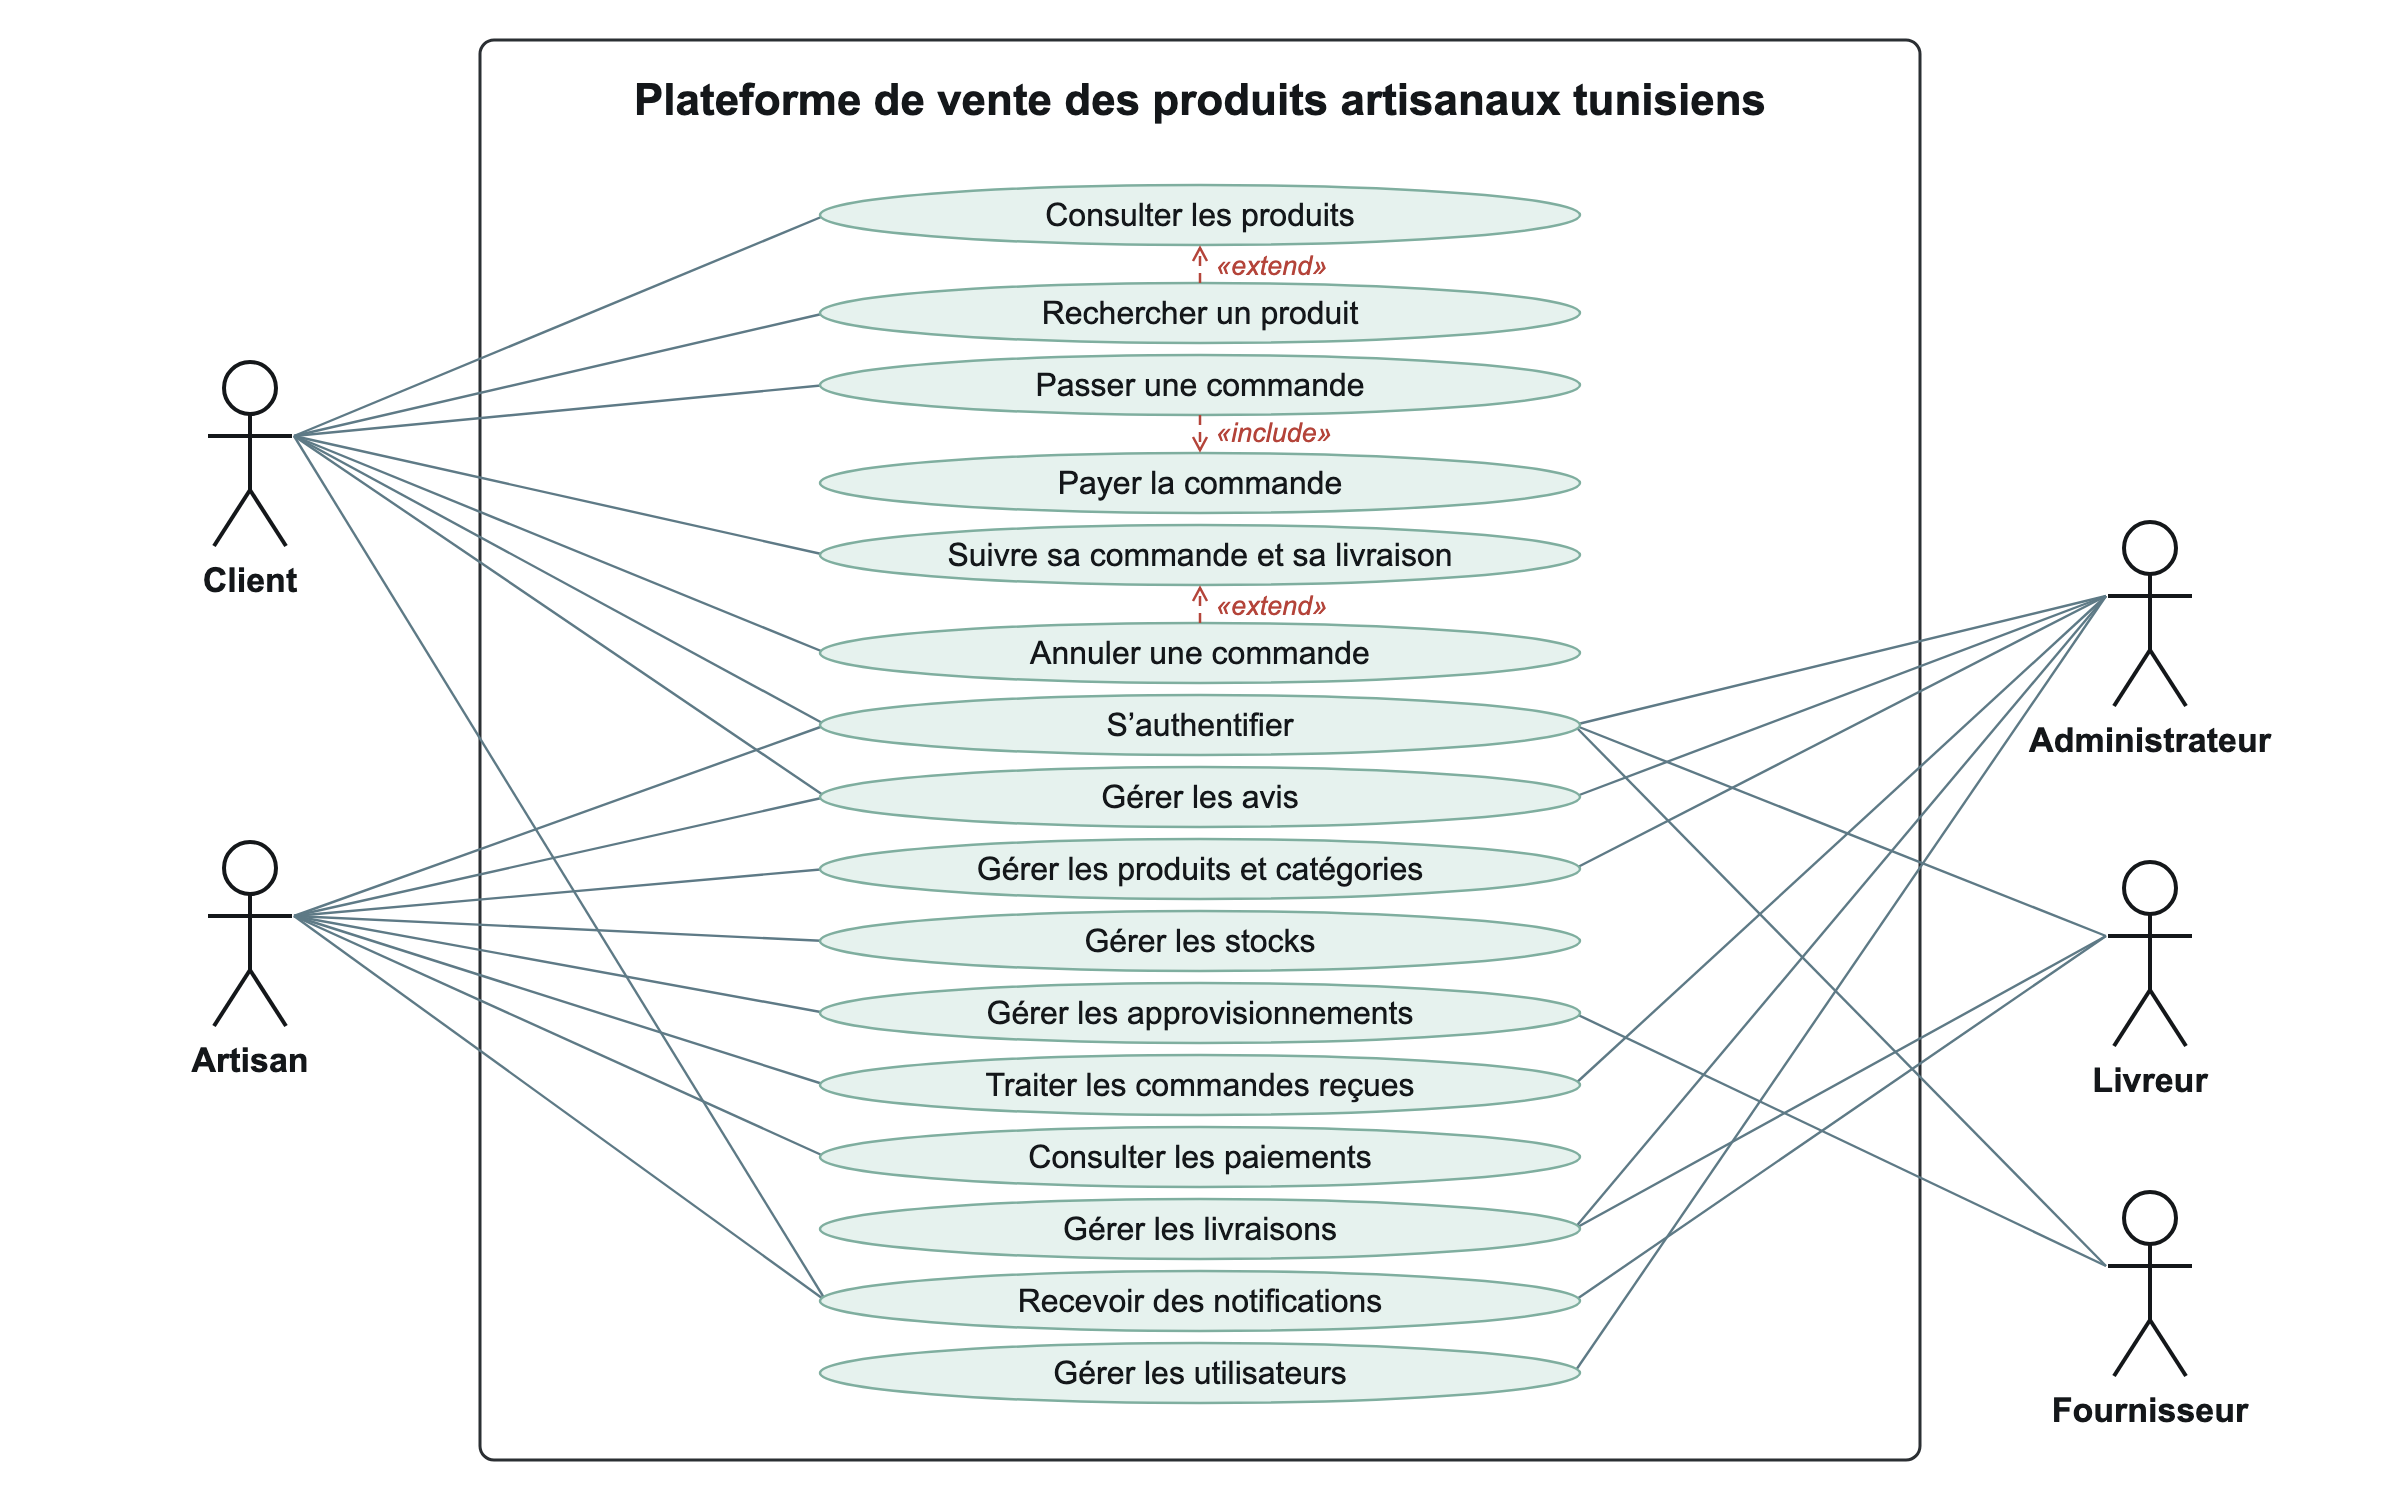 Plateforme de vente des produits artisanaux tunisiens
Consulter les produits
«extend»
Rechercher un produit
Passer une commande
«include»
Payer la commande
Suivre sa commande et sa livraison
«extend»
Annuler une commande
S’authentifier
Gérer les avis
Gérer les produits et catégories
Gérer les stocks
Gérer les approvisionnements
Traiter les commandes reçues
Consulter les paiements
Gérer les livraisons
Recevoir des notifications
Gérer les utilisateurs
Client
Artisan
Administrateur
Livreur
Fournisseur